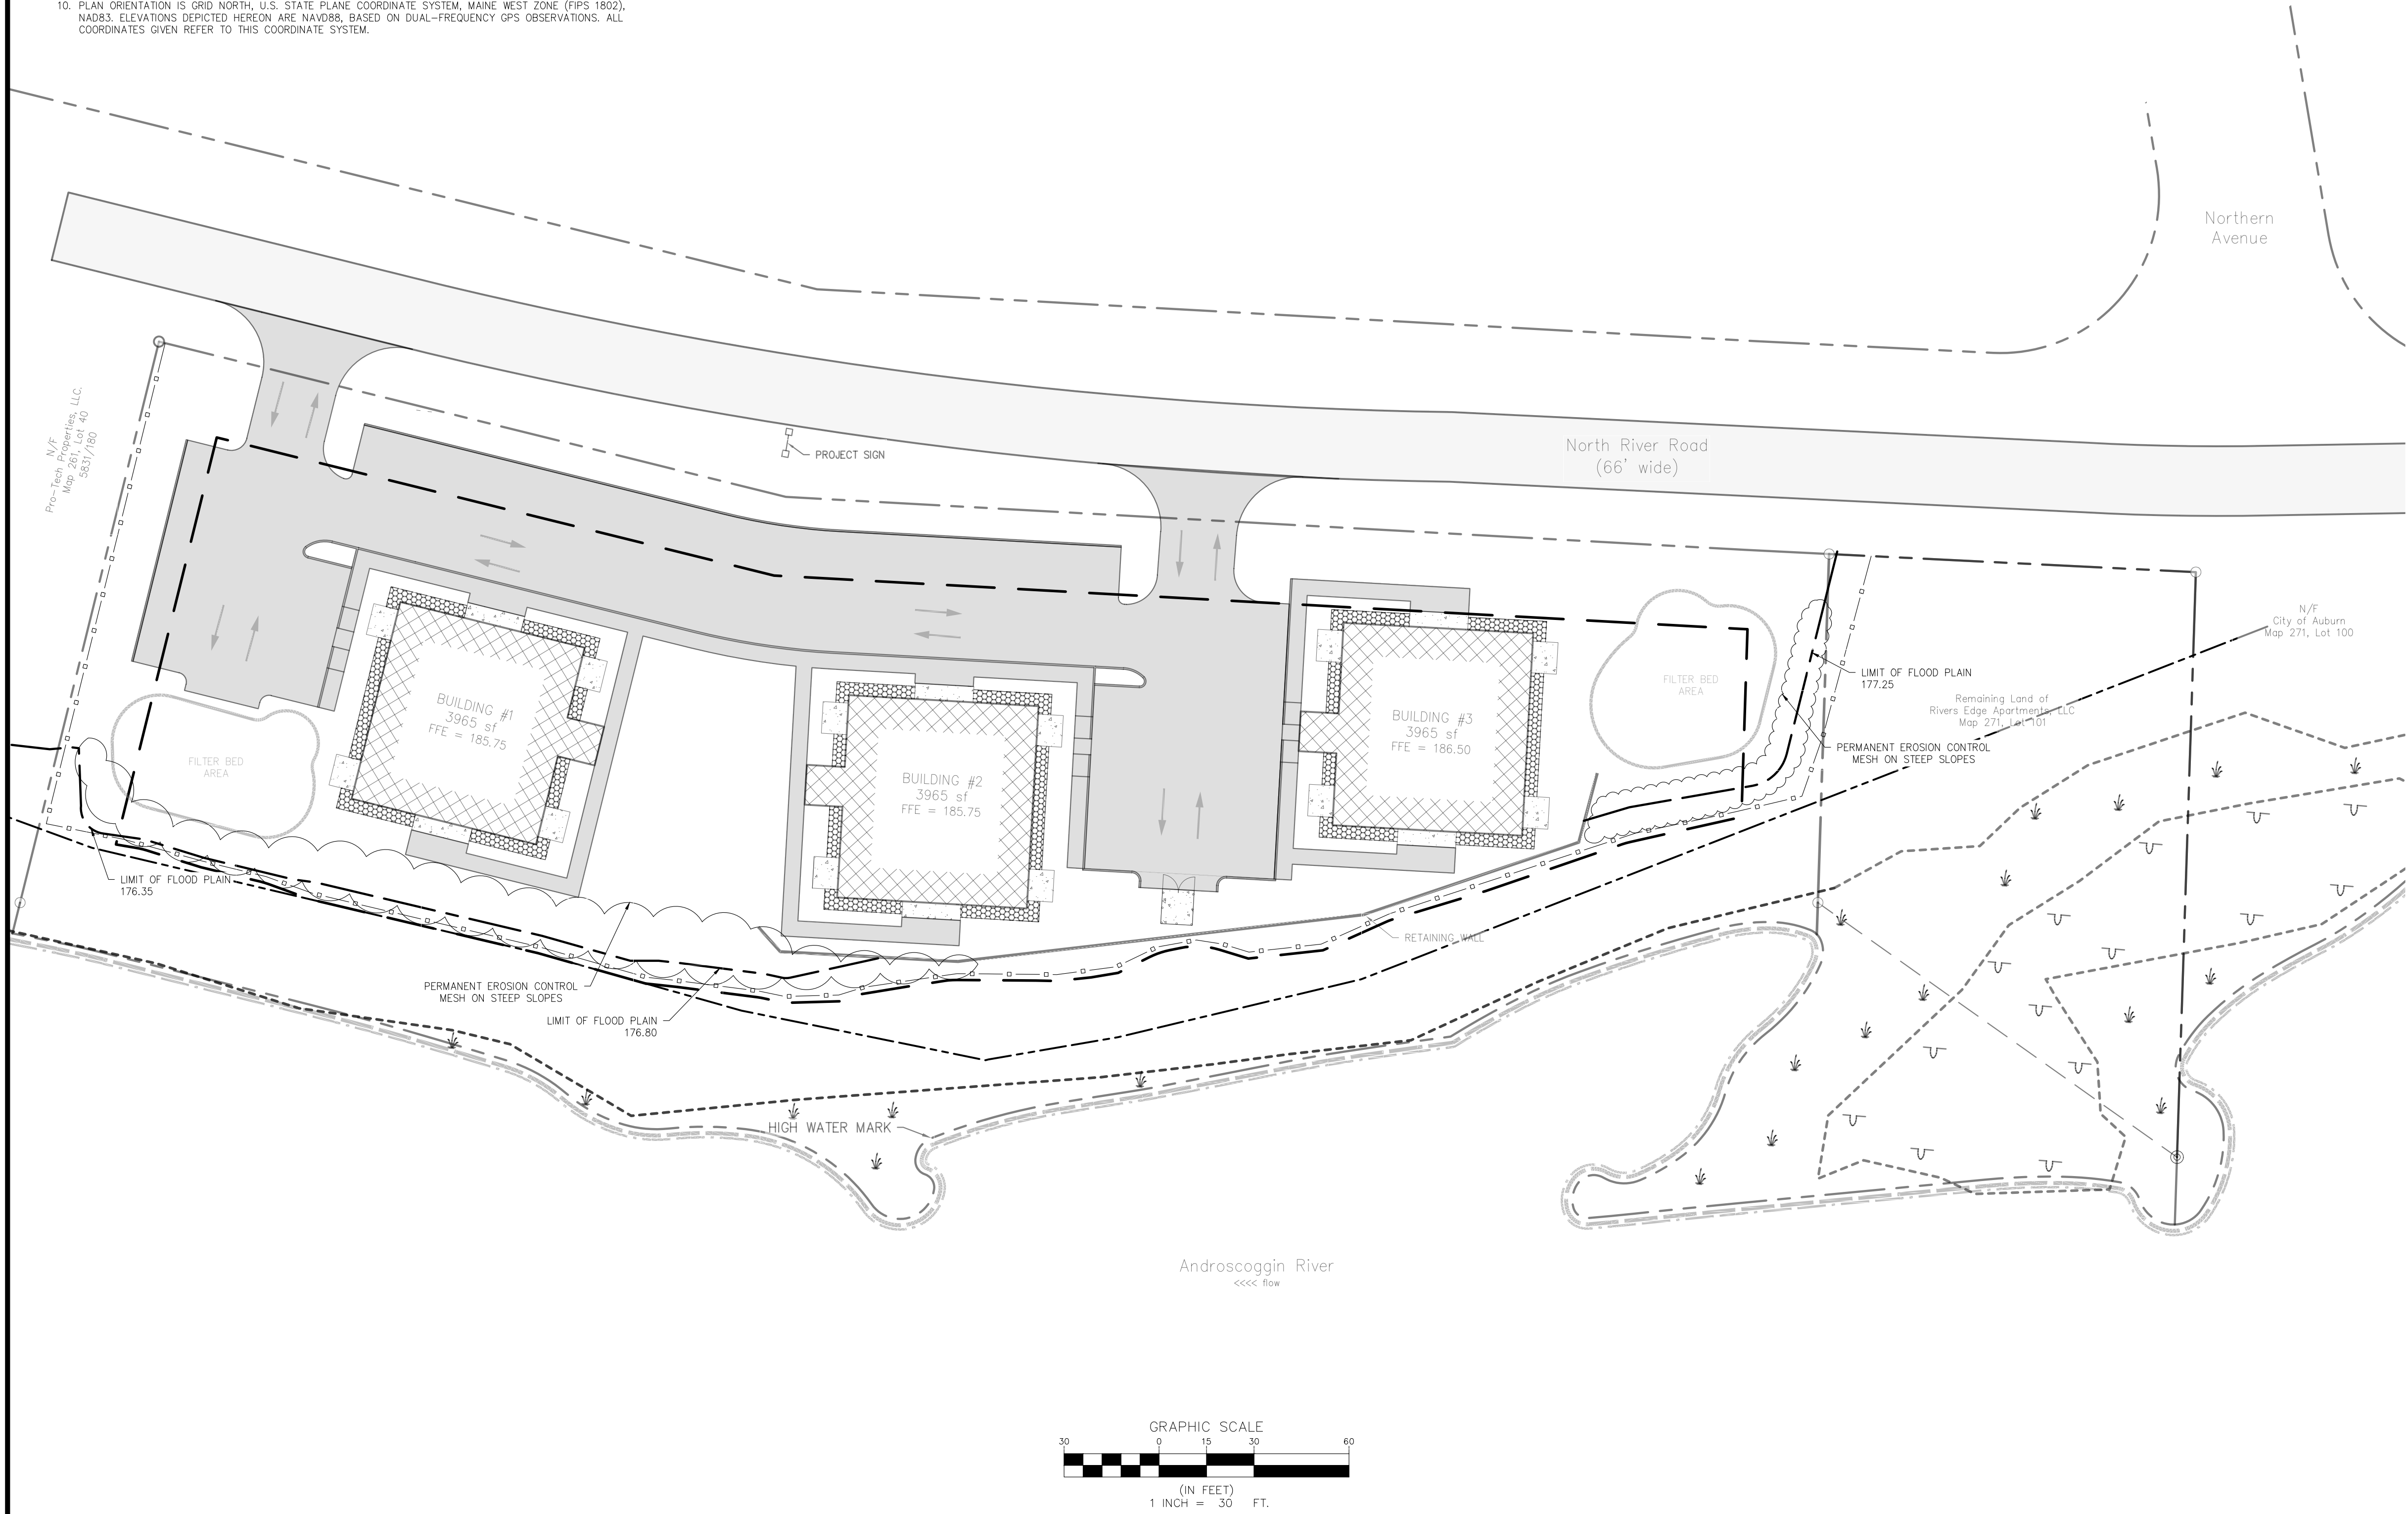 10. PLAN ORIENTATION IS GRID NORTH, U.S. STATE PLANE COORDINATE SYSTEM, MAINE WEST ZONE (FIPS 1802),
NAD83. ELEVATIONS DEPICTED HEREON ARE NAVD88, BASED ON DUAL-FREQUENCY GPS OBSERVATIONS. ALL
COORDINATES GIVEN REFER TO THIS COORDINATE SYSTEM.
Northern
Avenue
N/F
Pro-Tech Properties, LLC.
Map 261, Lot 40
5831/180
PROJECT SIGN
North River Road
(66' wide)
N/F
City of Auburn
Map 271, Lot 100
LIMIT OF FLOOD PLAIN
177.25
Remaining Land of
Rivers Edge Apartments, LLC
Map 271, Lot 101
PERMANENT EROSION CONTROL
MESH ON STEEP SLOPES
FILTER BED
AREA
BUILDING #3
3965 sf
FFE = 186.50
BUILDING #1
3965 sf
FFE = 185.75
BUILDING #2
3965 sf
FFE = 185.75
FILTER BED
AREA
LIMIT OF FLOOD PLAIN
176.35
RETAINING WALL
PERMANENT EROSION CONTROL
MESH ON STEEP SLOPES
LIMIT OF FLOOD PLAIN
176.80
HIGH WATER MARK
Androscoggin River
<<<< flow
GRAPHIC SCALE
30 0 15 30 60
(IN FEET)
1 INCH = 30 FT.